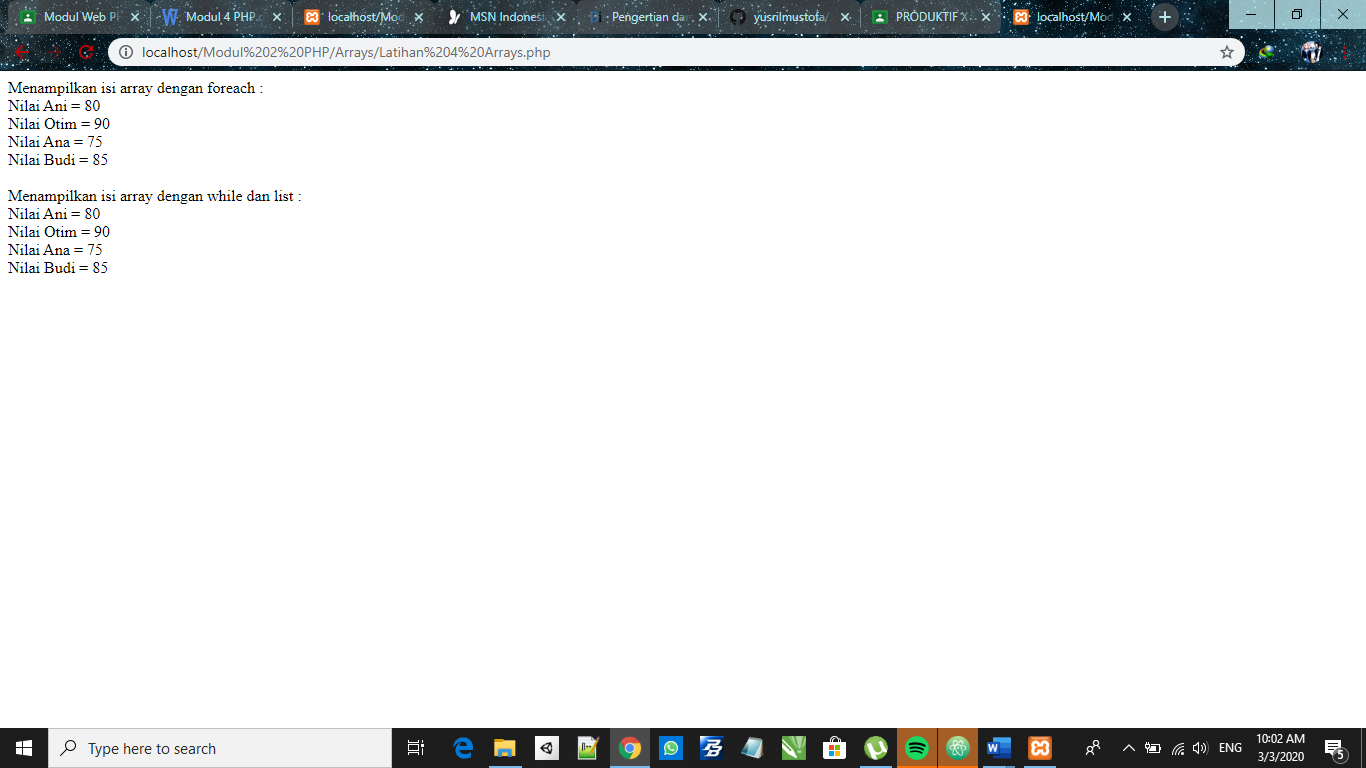 Modul Web P
Modul 4 PHP.
localhost/Mod
MSN Indones
Pengertian da
yusrilmustofa/
PRODUKTIF X
localhost/Mod
localhost/Modul%202%20PHP/Arrays/Latihan%204%20Arrays.php
Menampilkan isi array dengan foreach :
Nilai Ani = 80
Nilai Otim = 90
Nilai Ana = 75
Nilai Budi = 85
Menampilkan isi array dengan while dan list :
Nilai Ani = 80
Nilai Otim = 90
Nilai Ana = 75
Nilai Budi = 85
Type here to search
ENG
10:02 AM
3/3/2020
5